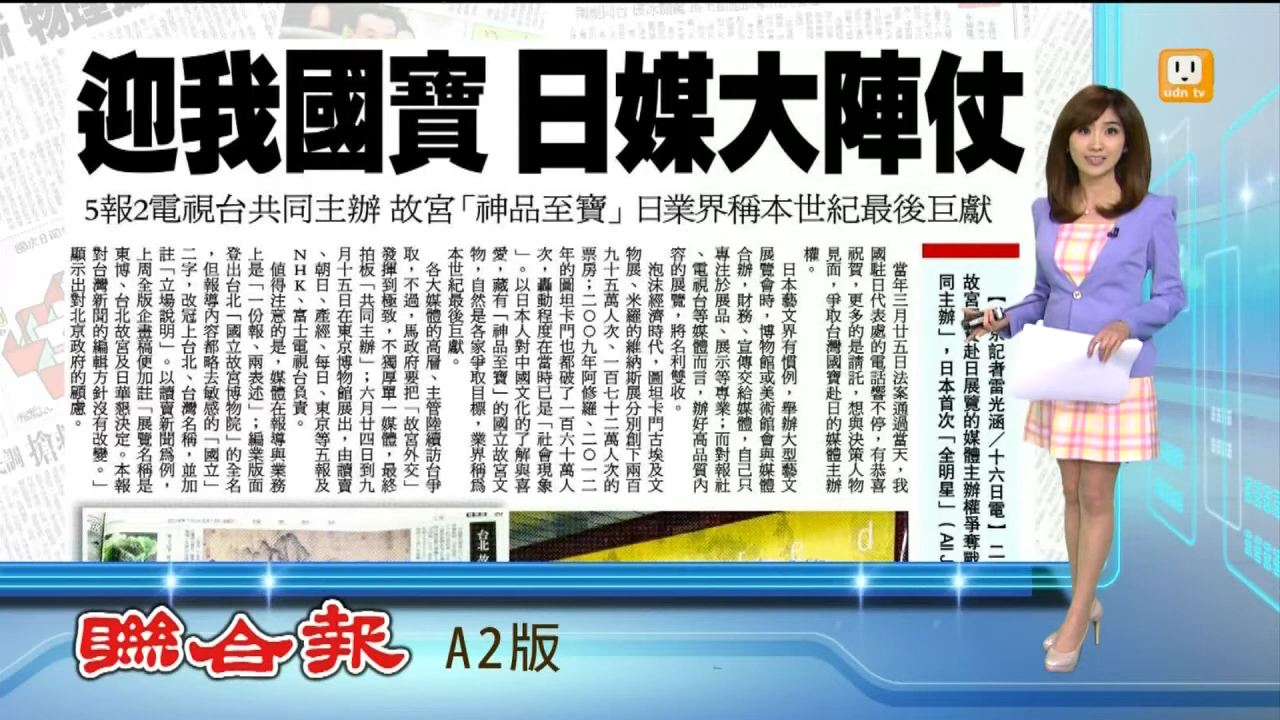 迎我國寶 日媒大陣仗
5報2電視台共同主辦 故宮「神品至寶」日業界稱本世紀最後巨獻
udn tv
京記者雷光涵／十六日電】二
故宮
赴日展覽的媒體主辦權爭奪戰
同主辦」，日本首次「全明星」（All J
當年三月廿五日法案通過當天，我
國駐日代表處的電話響不停，有恭喜
祝賀，更多的是請託，想與決策人物
見面，爭取台灣國寶赴日的媒體主辦
權。
日本藝文界有慣例，舉辦大型藝文
展覽會時，博物館或美術館會與媒體
合辦，財務、宣傳交給媒體，自己只
專注於展品、展示等專業；而對報社
、電視台等媒體而言，辦好高品質內
容的展覽，將名利雙收。
泡沫經濟時代，圖坦卡門古埃及文
物展、米羅的維納斯展分別創下兩百
九十五萬人次、一百七十二萬人次的
票房；二○○九年阿修羅、二○一二
年的圖坦卡門也都破了一百六十萬人
次，轟動程度在當時已是「社會現象
」。以日本人對中國文化的了解與喜
愛，藏有「神品至寶」的國立故宮文
物，自然是各家爭取目標，業界稱為
本世紀最後巨獻。
各大媒體的高層、主管陸續訪台爭
取，不過，馬政府要把「故宮外交」
發揮到極致，不獨厚單一媒體，最終
拍板「共同主辦」；六月廿四日到九
月十五日在東京博物館展出，由讀賣
、朝日、產經、每日、東京等五報及
NHK、富士電視台負責。
值得注意的是，媒體在報導與業務
上是「一份報、兩表述」；編業版面
登出台北「國立故宮博物院」的全名
，但報導內容都略去敏感的「國立」
二字，改冠上台北、台灣名稱，並加
註「立場說明」。以讀賣新聞為例，
上周全版企畫稿便加註「展覽名稱是
東博、台北故宮及日華懇決定。本報
對台灣新聞的編輯方針沒有改變。」
顯示出對北京政府的顧慮。
台北 故
聯合報 A2版